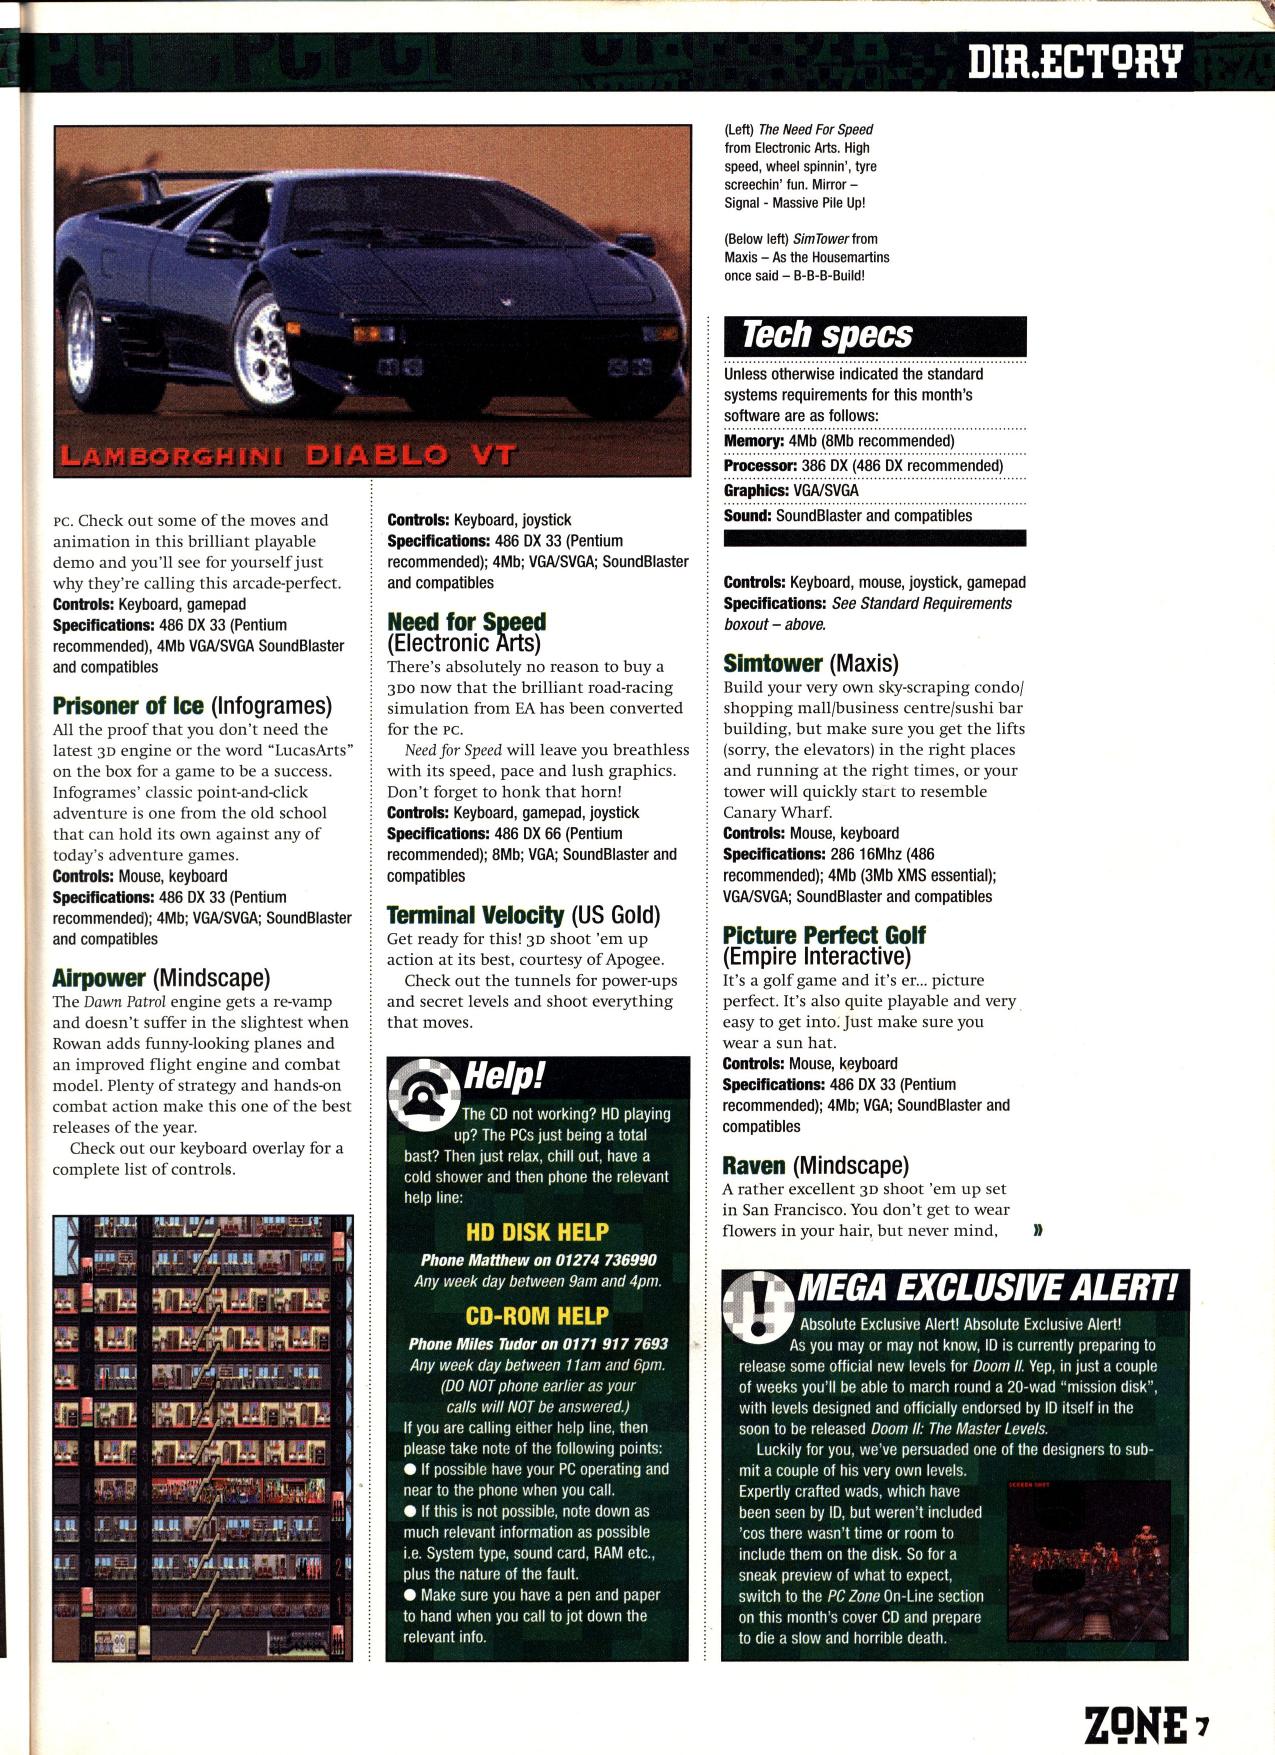 DIR.ECTORY
LAMBORGHINI DIABLO VT
(Left) The Need For Speed
from Electronic Arts. High
speed, wheel spinnin', tyre
screechin' fun. Mirror –
Signal - Massive Pile Up!
(Below left) SimTower from
Maxis – As the Housemartins
once said – B-B-B-Build!
Tech specs
Unless otherwise indicated the standard
systems requirements for this month's
software are as follows:
Memory: 4Mb (8Mb recommended)
Processor: 386 DX (486 DX recommended)
Graphics: VGA/SVGA
Sound: SoundBlaster and compatibles
PC. Check out some of the moves and
animation in this brilliant playable
demo and you'll see for yourself just
why they're calling this arcade-perfect.
Controls: Keyboard, gamepad
Specifications: 486 DX 33 (Pentium
recommended), 4Mb VGA/SVGA SoundBlaster
and compatibles
Prisoner of Ice (Infogrames)
All the proof that you don't need the
latest 3D engine or the word “LucasArts”
on the box for a game to be a success.
Infogrames' classic point-and-click
adventure is one from the old school
that can hold its own against any of
today's adventure games.
Controls: Mouse, keyboard
Specifications: 486 DX 33 (Pentium
recommended); 4Mb; VGA/SVGA; SoundBlaster
and compatibles
Airpower (Mindscape)
The Dawn Patrol engine gets a re-vamp
and doesn't suffer in the slightest when
Rowan adds funny-looking planes and
an improved flight engine and combat
model. Plenty of strategy and hands-on
combat action make this one of the best
releases of the year.
Check out our keyboard overlay for a
complete list of controls.
Controls: Keyboard, joystick
Specifications: 486 DX 33 (Pentium
recommended); 4Mb; VGA/SVGA; SoundBlaster
and compatibles
Need for Speed
(Electronic Arts)
There's absolutely no reason to buy a
3DO now that the brilliant road-racing
simulation from EA has been converted
for the PC.
Need for Speed will leave you breathless
with its speed, pace and lush graphics.
Don't forget to honk that horn!
Controls: Keyboard, gamepad, joystick
Specifications: 486 DX 66 (Pentium
recommended); 8Mb; VGA; SoundBlaster and
compatibles
Terminal Velocity (US Gold)
Get ready for this! 3D shoot 'em up
action at its best, courtesy of Apogee.
Check out the tunnels for power-ups
and secret levels and shoot everything
that moves.
Help!
The CD not working? HD playing
up? The PCs just being a total
bast? Then just relax, chill out, have a
cold shower and then phone the relevant
help line:
HD DISK HELP
Phone Matthew on 01274 736990
Any week day between 9am and 4pm.
CD-ROM HELP
Phone Miles Tudor on 0171 917 7693
Any week day between 11am and 6pm.
(DO NOT phone earlier as your
calls will NOT be answered.)
If you are calling either help line, then
please take note of the following points:
● If possible have your PC operating and
near to the phone when you call.
● If this is not possible, note down as
much relevant information as possible
i.e. System type, sound card, RAM etc.,
plus the nature of the fault.
● Make sure you have a pen and paper
to hand when you call to jot down the
relevant info.
Controls: Keyboard, mouse, joystick, gamepad
Specifications: See Standard Requirements
boxout – above.
Simtower (Maxis)
Build your very own sky-scraping condo/
shopping mall/business centre/sushi bar
building, but make sure you get the lifts
(sorry, the elevators) in the right places
and running at the right times, or your
tower will quickly start to resemble
Canary Wharf.
Controls: Mouse, keyboard
Specifications: 286 16Mhz (486
recommended); 4Mb (3Mb XMS essential);
VGA/SVGA; SoundBlaster and compatibles
Picture Perfect Golf
(Empire Interactive)
It's a golf game and it's er... picture
perfect. It's also quite playable and very
easy to get into. Just make sure you
wear a sun hat.
Controls: Mouse, keyboard
Specifications: 486 DX 33 (Pentium
recommended); 4Mb; VGA; SoundBlaster and
compatibles
Raven (Mindscape)
A rather excellent 3D shoot 'em up set
in San Francisco. You don't get to wear
flowers in your hair, but never mind, »
! MEGA EXCLUSIVE ALERT!
Absolute Exclusive Alert! Absolute Exclusive Alert!
As you may or may not know, ID is currently preparing to
release some official new levels for Doom II. Yep, in just a couple
of weeks you'll be able to march round a 20-wad “mission disk”,
with levels designed and officially endorsed by ID itself in the
soon to be released Doom II: The Master Levels.
Luckily for you, we've persuaded one of the designers to sub-
mit a couple of his very own levels.
Expertly crafted wads, which have
been seen by ID, but weren't included
'cos there wasn't time or room to
include them on the disk. So for a
sneak preview of what to expect,
switch to the PC Zone On-Line section
on this month's cover CD and prepare
to die a slow and horrible death.
SCREEN SHOT
ZONE 7